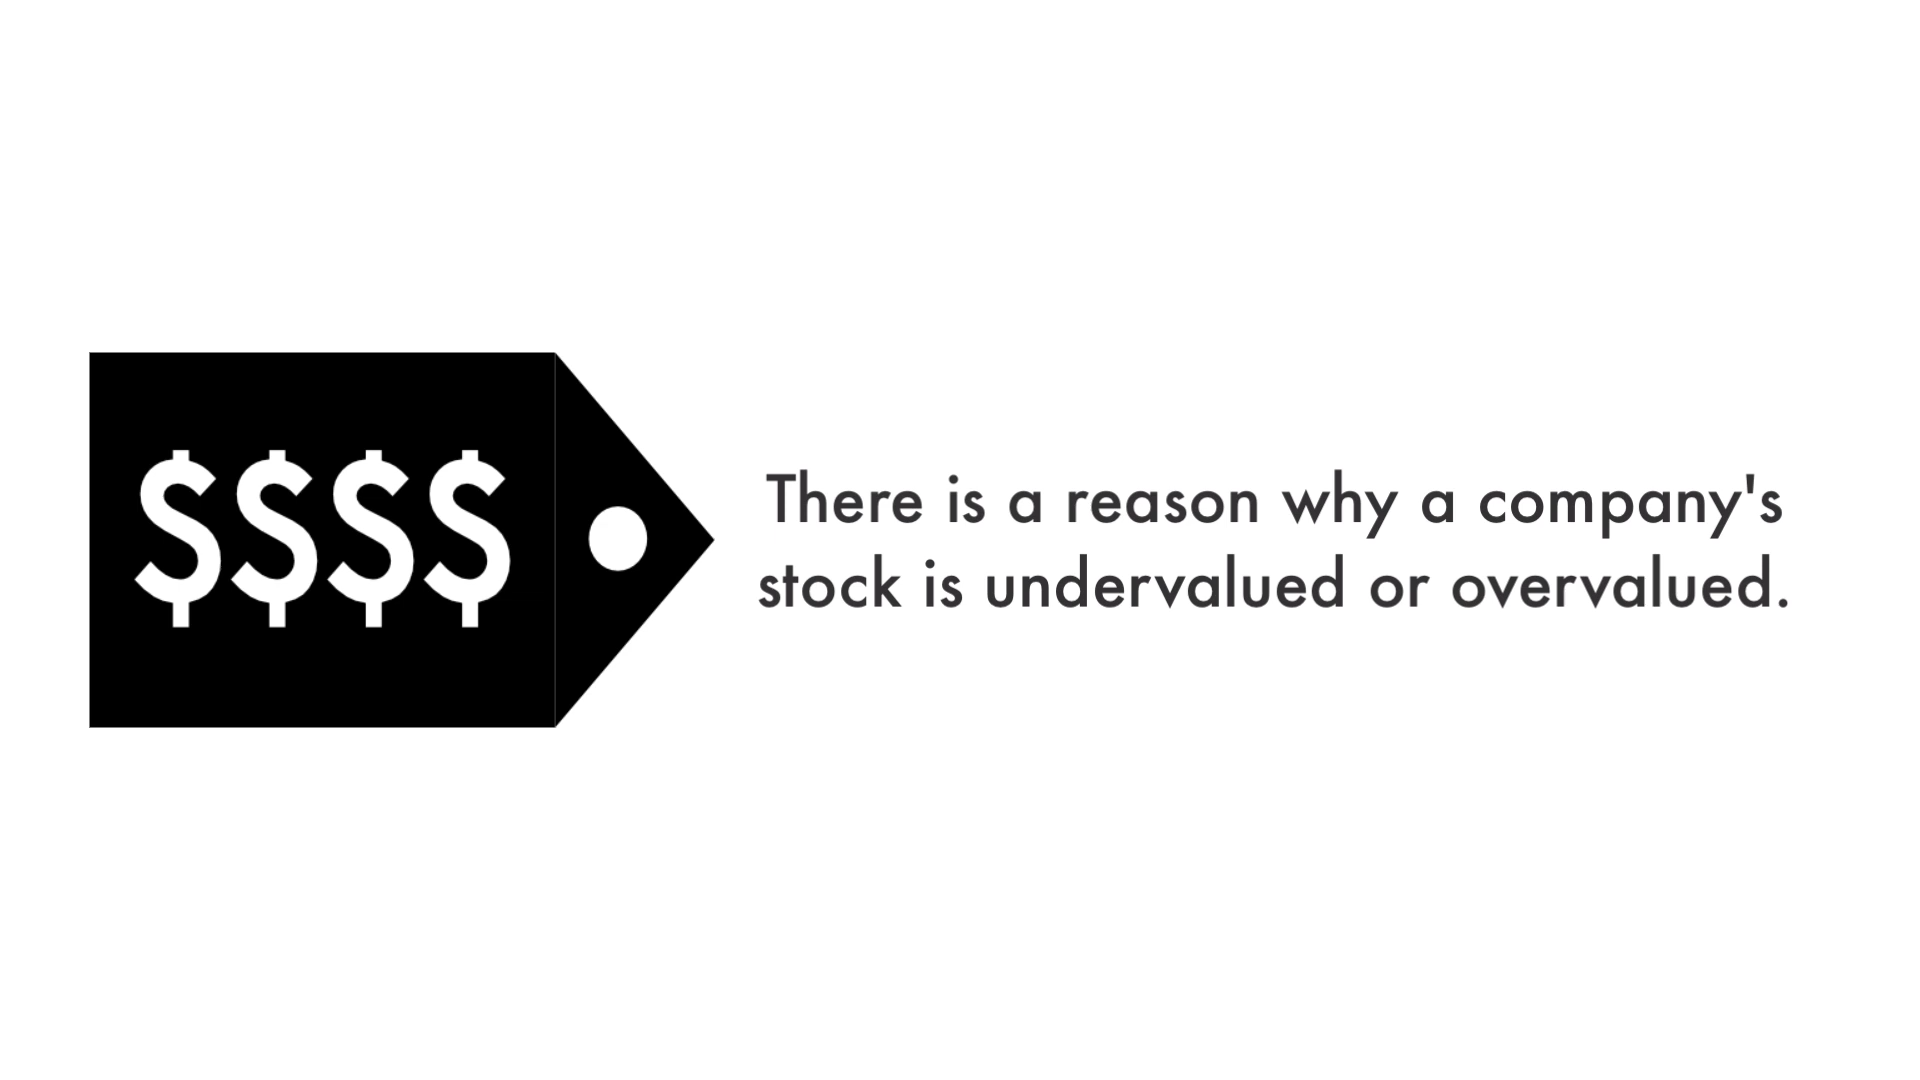 $$$$
There is a reason why a company's
stock is undervalued or overvalued.